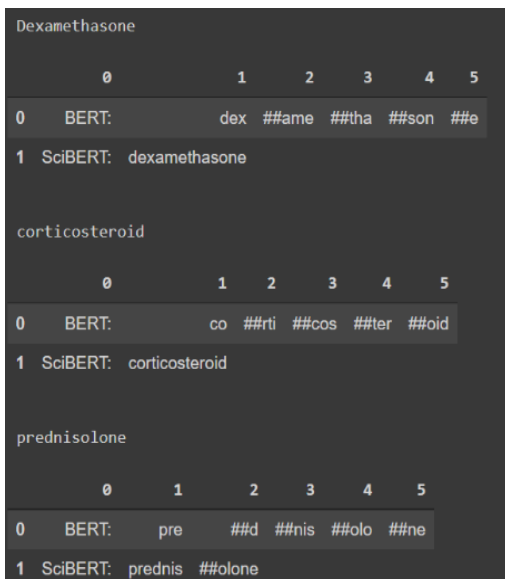 Dexamethasone
0 1 2 3 4 5
0 BERT: dex ##ame ##tha ##son ##e
1 SciBERT: dexamethasone
corticosteroid
0 1 2 3 4 5
0 BERT: co ##rti ##cos ##ter ##oid
1 SciBERT: corticosteroid
prednisolone
0 1 2 3 4 5
0 BERT: pre ##d ##nis ##olo ##ne
1 SciBERT: prednis ##olone